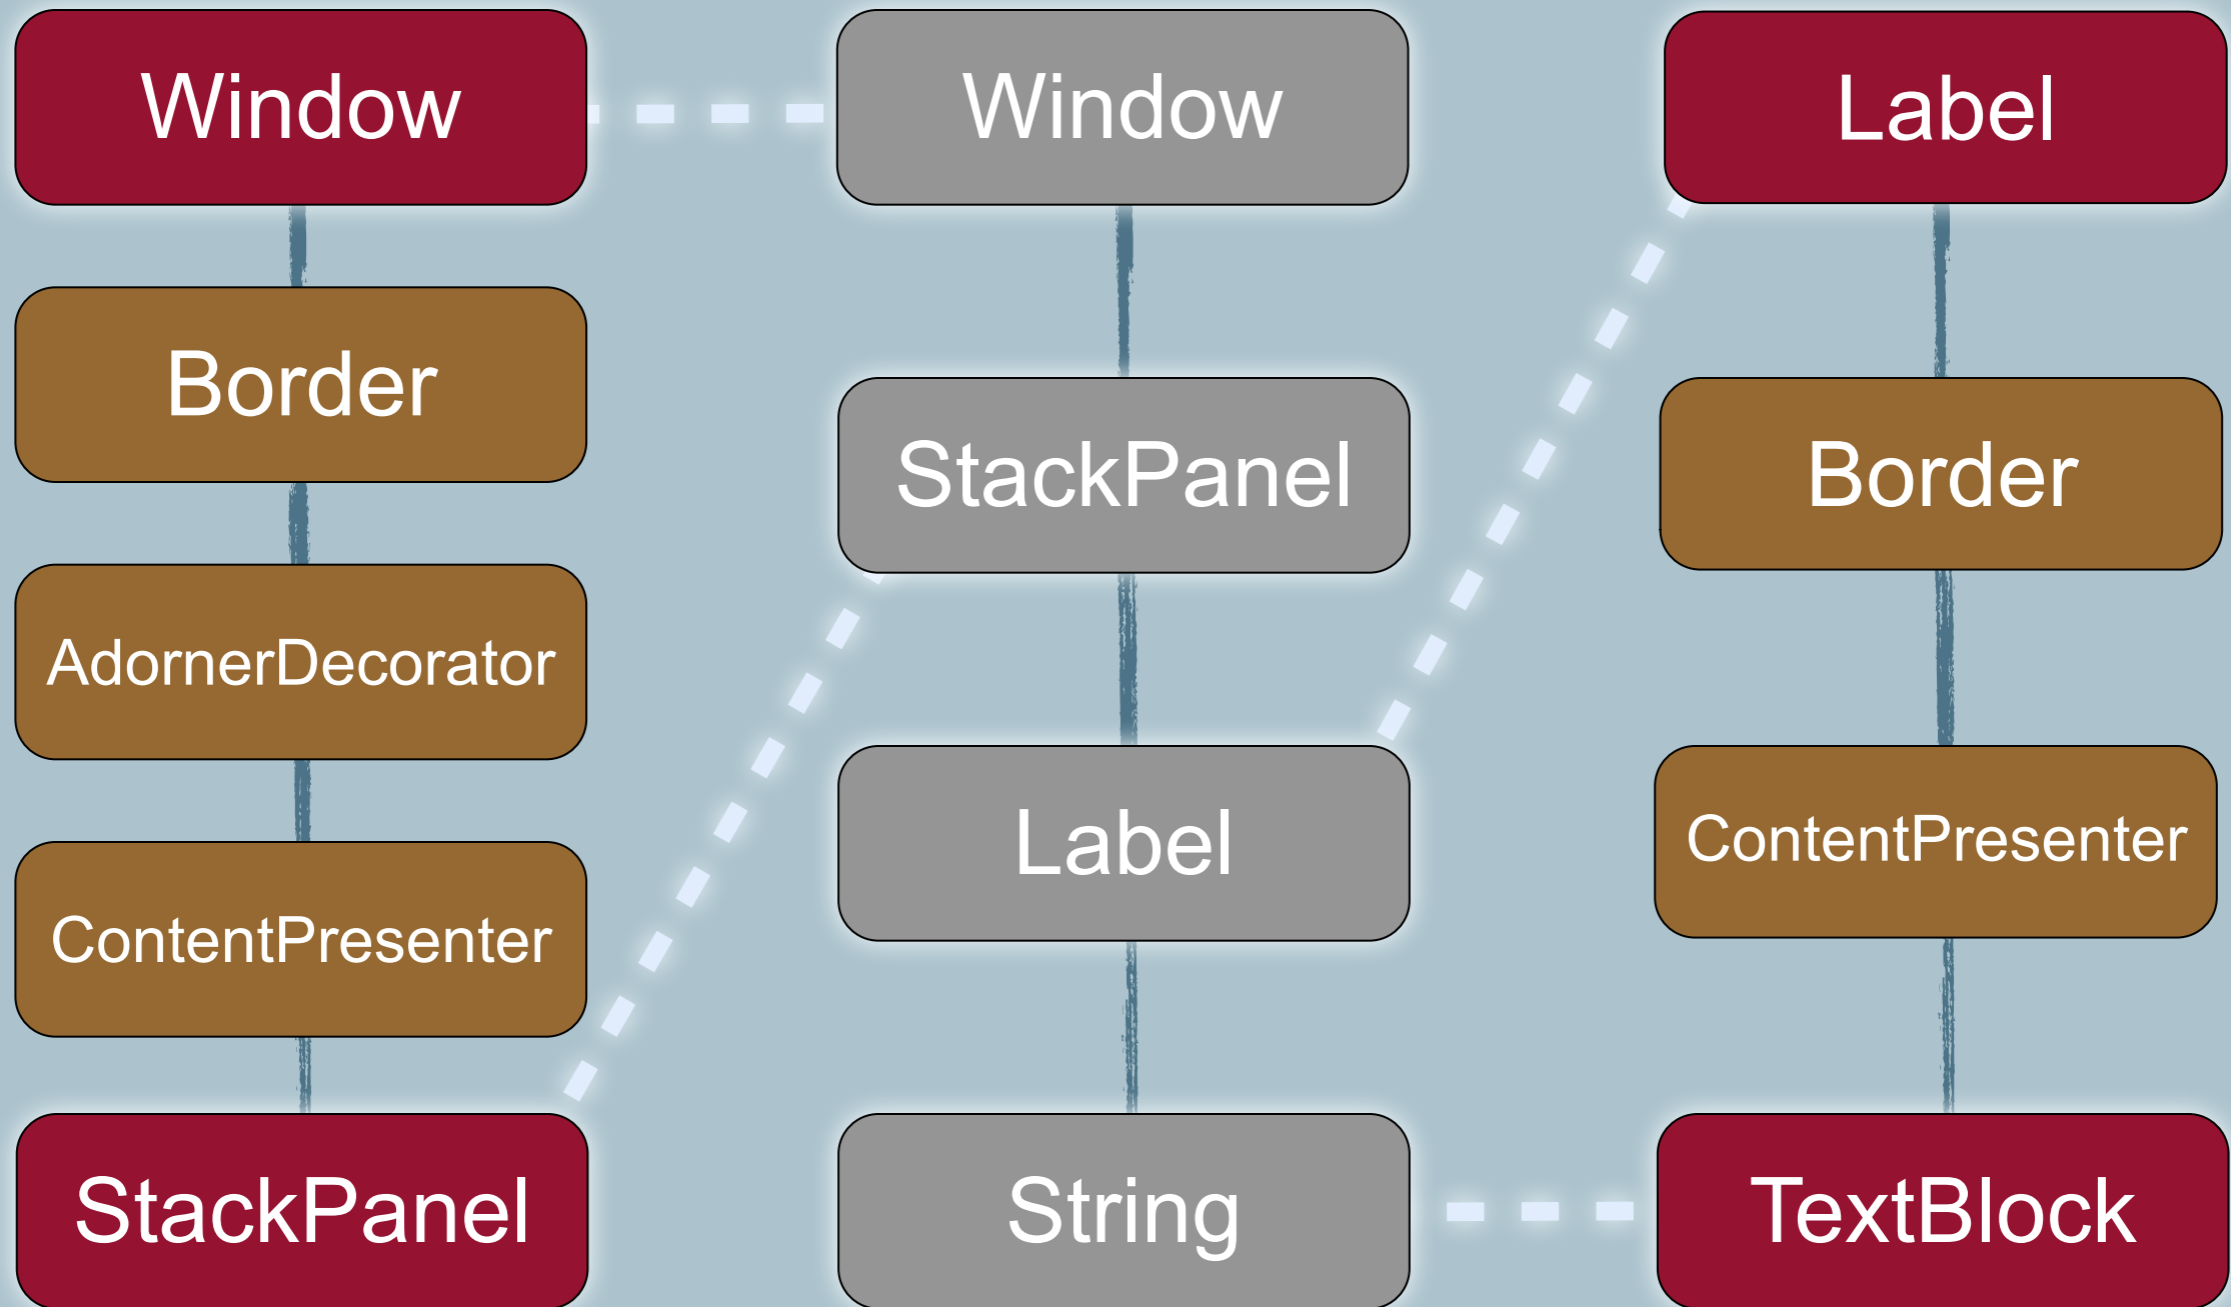 Window
Border
AdornerDecorator
ContentPresenter
StackPanel
Window
StackPanel
Label
String
Label
Border
ContentPresenter
TextBlock